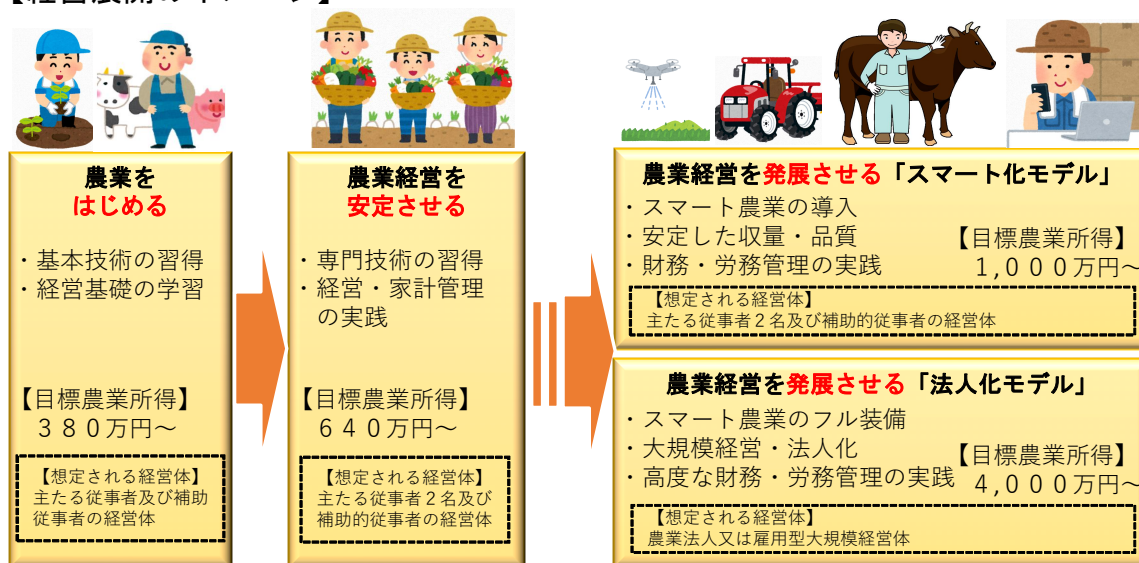 農業を
はじめる
・基本技術の習得
・経営基礎の学習
【目標農業所得】
３８０万円～
【想定される経営体】
主たる従事者及び補助
従事者の経営体
農業経営を
安定させる
・専門技術の習得
・経営・家計管理
の実践
【目標農業所得】
６４０万円～
【想定される経営体】
主たる従事者２名及び
補助的従事者の経営体
農業経営を発展させる「スマート化モデル」
・スマート農業の導入
・安定した収量・品質
・財務・労務管理の実践
【目標農業所得】
１,０００万円～
【想定される経営体】
主たる従事者２名及び補助的従事者の経営体
農業経営を発展させる「法人化モデル」
・スマート農業のフル装備
・大規模経営・法人化
・高度な財務・労務管理の実践
【目標農業所得】
４,０００万円～
【想定される経営体】
農業法人又は雇用型大規模経営体